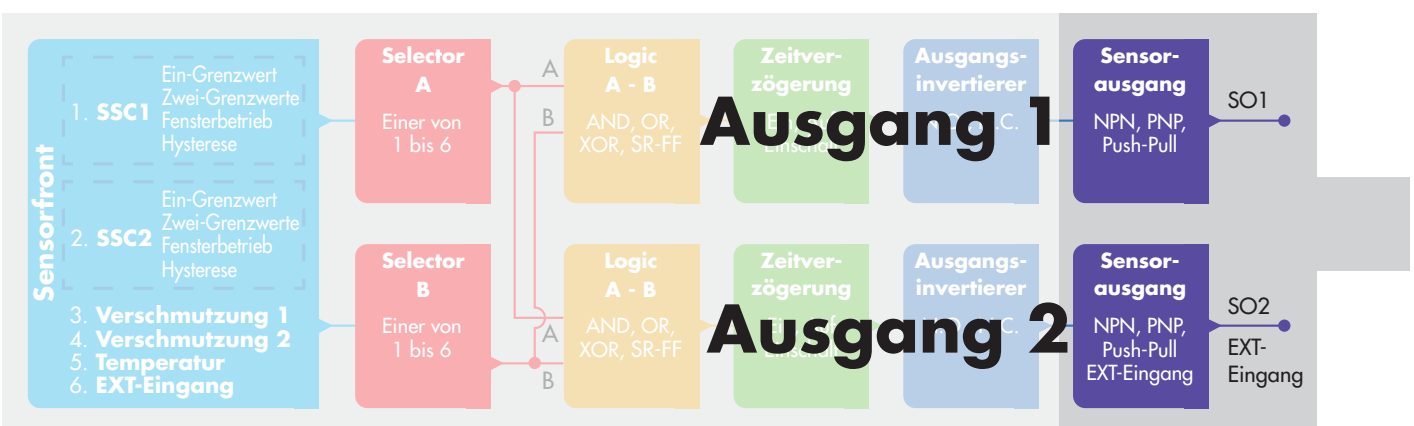 Sensorfront
1. SSC1
Ein-Grenzwert
Zwei-Grenzwerte
Fensterbetrieb
Hysterese
2. SSC2
Ein-Grenzwert
Zwei-Grenzwerte
Fensterbetrieb
Hysterese
3. Verschmutzung 1
4. Verschmutzung 2
5. Temperatur
6. EXT-Eingang
Selector
A
Einer von
1 bis 6
A
B
Logic
A - B
AND, OR,
XOR, SR-FF
Zeitver-
zögerung
Ausgangs-
invertierer
Ausgang 1
Sensor-
ausgang
NPN, PNP,
Push-Pull
SO1
Selector
B
Einer von
1 bis 6
A
B
Logic
A - B
AND, OR,
XOR, SR-FF
Zeitver-
zögerung
Ausgangs-
invertierer
Ausgang 2
Sensor-
ausgang
NPN, PNP,
Push-Pull
EXT-Eingang
SO2
EXT-
Eingang